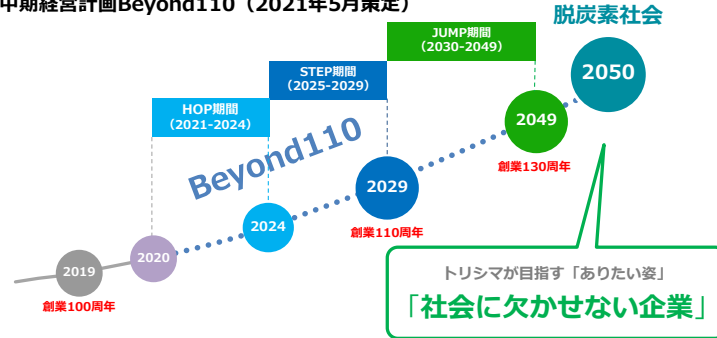 中期経営計画Beyond110（2021年5月策定）
脱炭素社会
JUMP期間
（2030-2049）
2050
STEP期間
（2025-2029）
HOP期間
（2021-2024）
2049
Beyond110
創業130周年
2029
2024
創業110周年
2020
2019
創業100周年
トリシマが目指す「ありたい姿」
「社会に欠かせない企業」